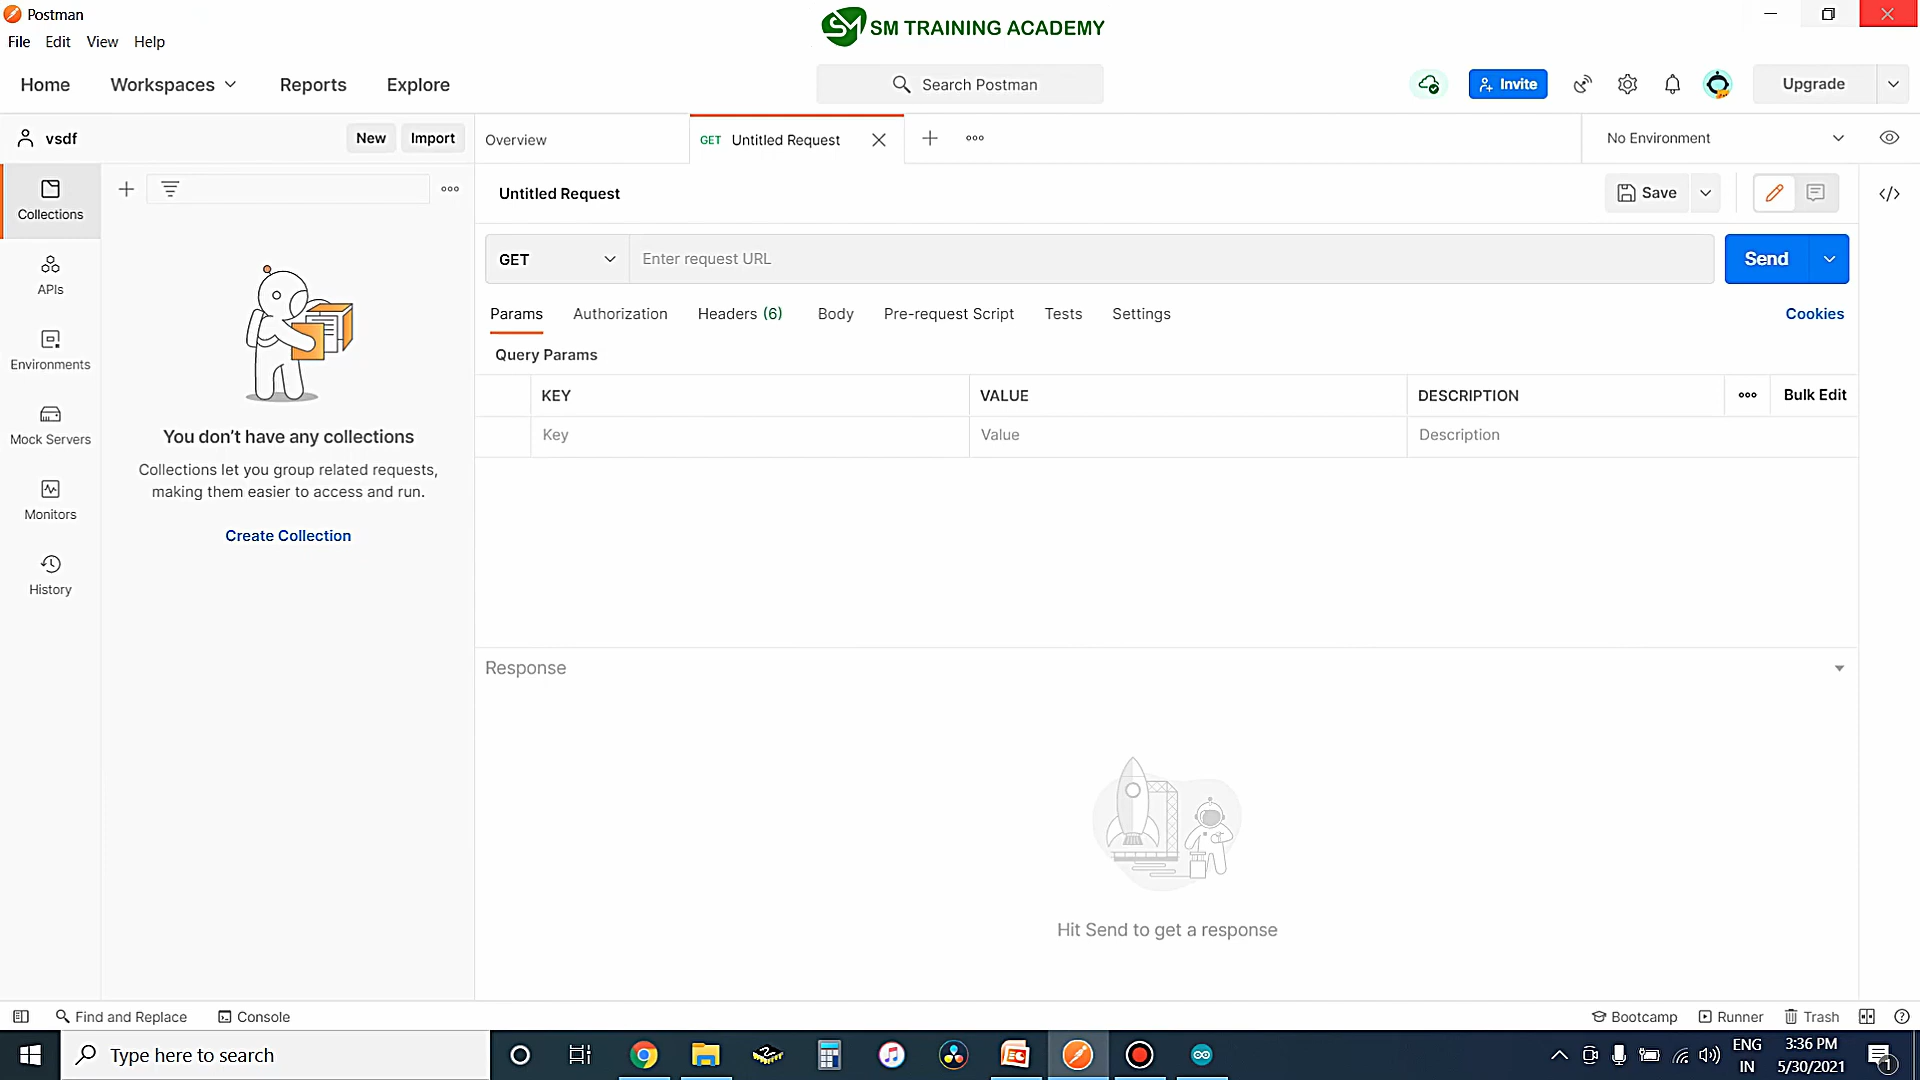 Postman
SM TRAINING ACADEMY
File Edit View Help
Home Workspaces Reports Explore
Search Postman
Invite
Upgrade
vsdf
New Import
Overview
GET Untitled Request
No Environment
Collections
APIs
Environments
Mock Servers
Monitors
History
You don’t have any collections
Collections let you group related requests,
making them easier to access and run.
Create Collection
Untitled Request
Save
GET
Enter request URL
Send
Params Authorization Headers (6) Body Pre-request Script Tests Settings
Cookies
Query Params
KEY VALUE DESCRIPTION
Bulk Edit
Key Value Description
Response
Hit Send to get a response
Find and Replace Console
Bootcamp Runner Trash
Type here to search
ENG
IN
3:36 PM
5/30/2021
1